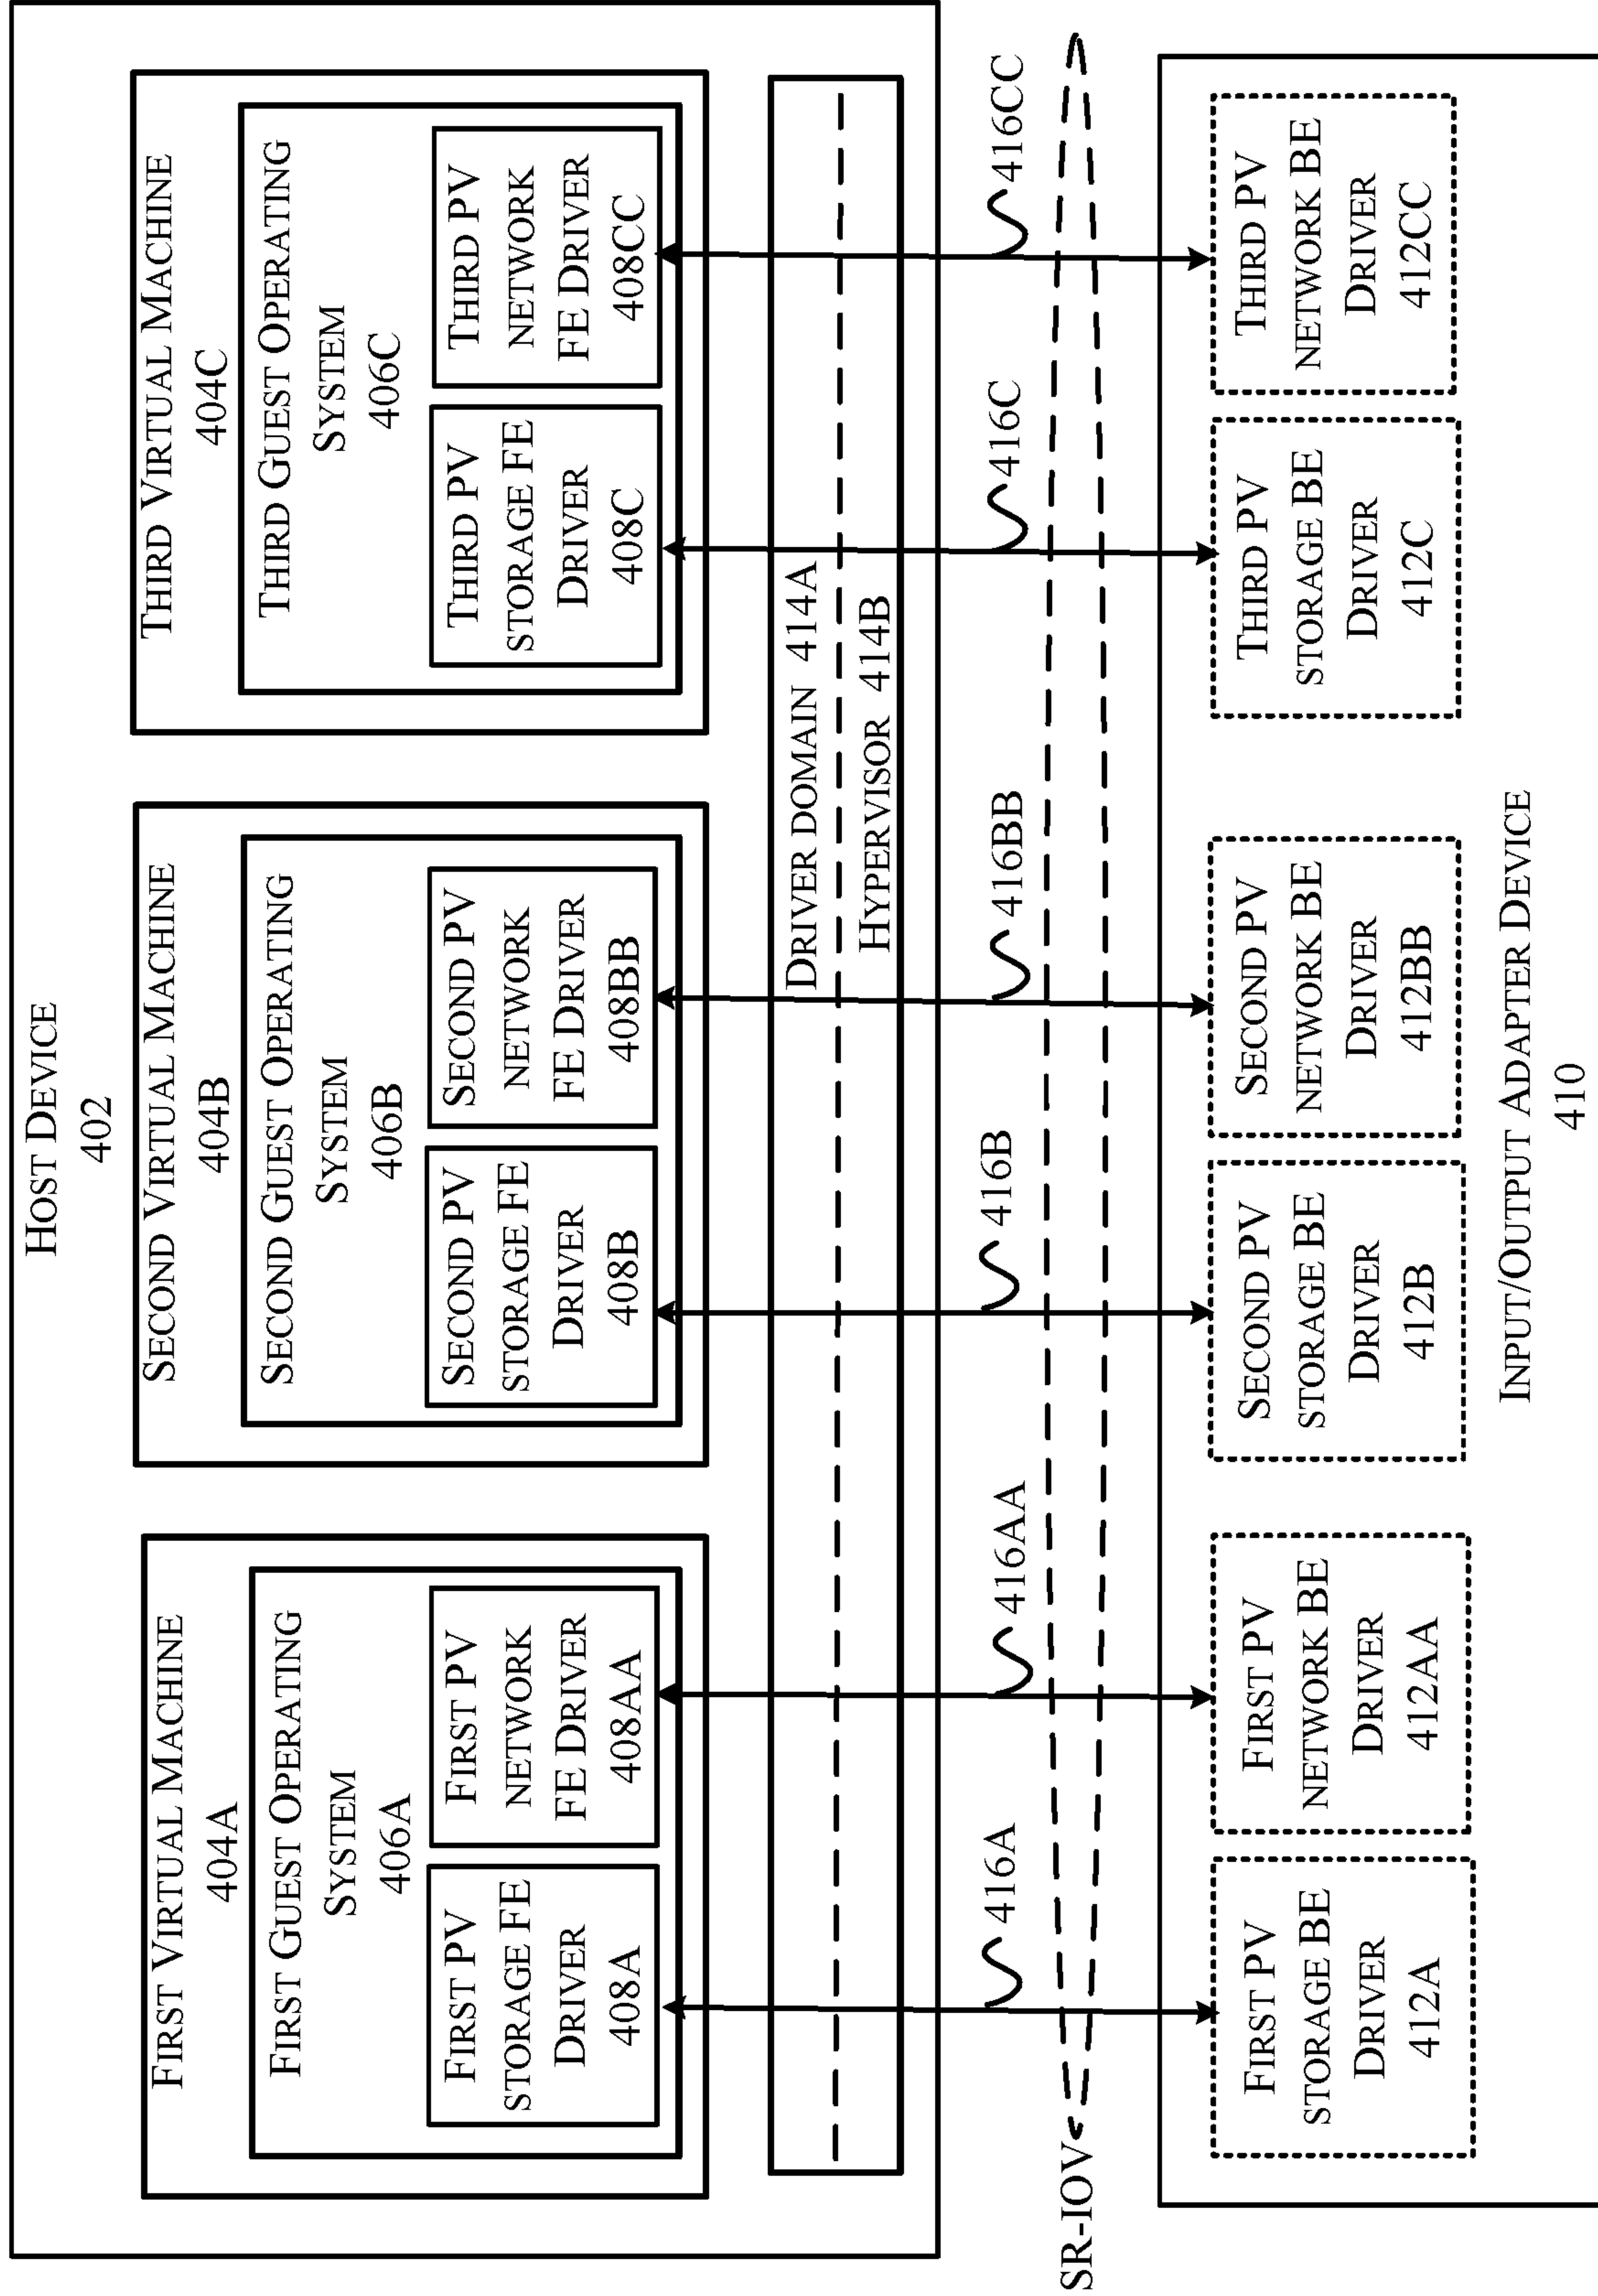 HOST DEVICE
402
FIRST VIRTUAL MACHINE
404A
FIRST GUEST OPERATING
SYSTEM
406A
FIRST PV
STORAGE FE
DRIVER
408A
FIRST PV
NETWORK
FE DRIVER
408AA
SECOND VIRTUAL MACHINE
404B
SECOND GUEST OPERATING
SYSTEM
406B
SECOND PV
STORAGE FE
DRIVER
408B
SECOND PV
NETWORK
FE DRIVER
408BB
THIRD VIRTUAL MACHINE
404C
THIRD GUEST OPERATING
SYSTEM
406C
THIRD PV
STORAGE FE
DRIVER
408C
THIRD PV
NETWORK
FE DRIVER
408CC
DRIVER DOMAIN 414A
HYPERVISOR 414B
416A
416AA
416B
416BB
416C
416CC
SR-IOV
FIRST PV
STORAGE BE
DRIVER
412A
FIRST PV
NETWORK BE
DRIVER
412AA
SECOND PV
STORAGE BE
DRIVER
412B
SECOND PV
NETWORK BE
DRIVER
412BB
THIRD PV
STORAGE BE
DRIVER
412C
THIRD PV
NETWORK BE
DRIVER
412CC
INPUT/OUTPUT ADAPTER DEVICE
410